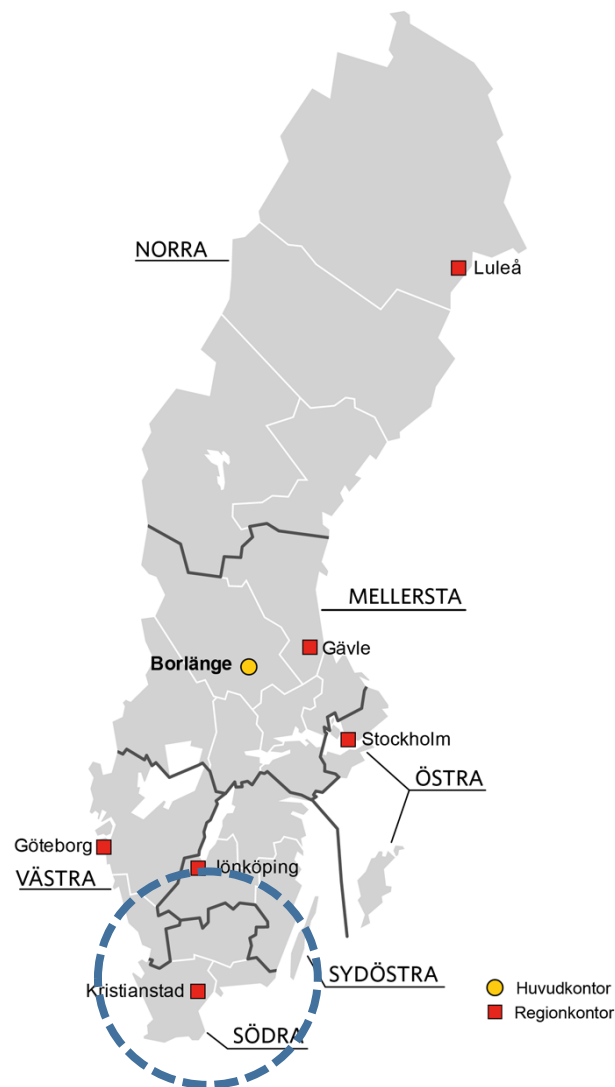 NORRA
Luleå
MELLERSTA
Gävle
Borlänge
Stockholm
ÖSTRA
Göteborg
Jönköping
VÄSTRA
SYDÖSTRA
Kristianstad
Huvudkontor
Regionkontor
SÖDRA